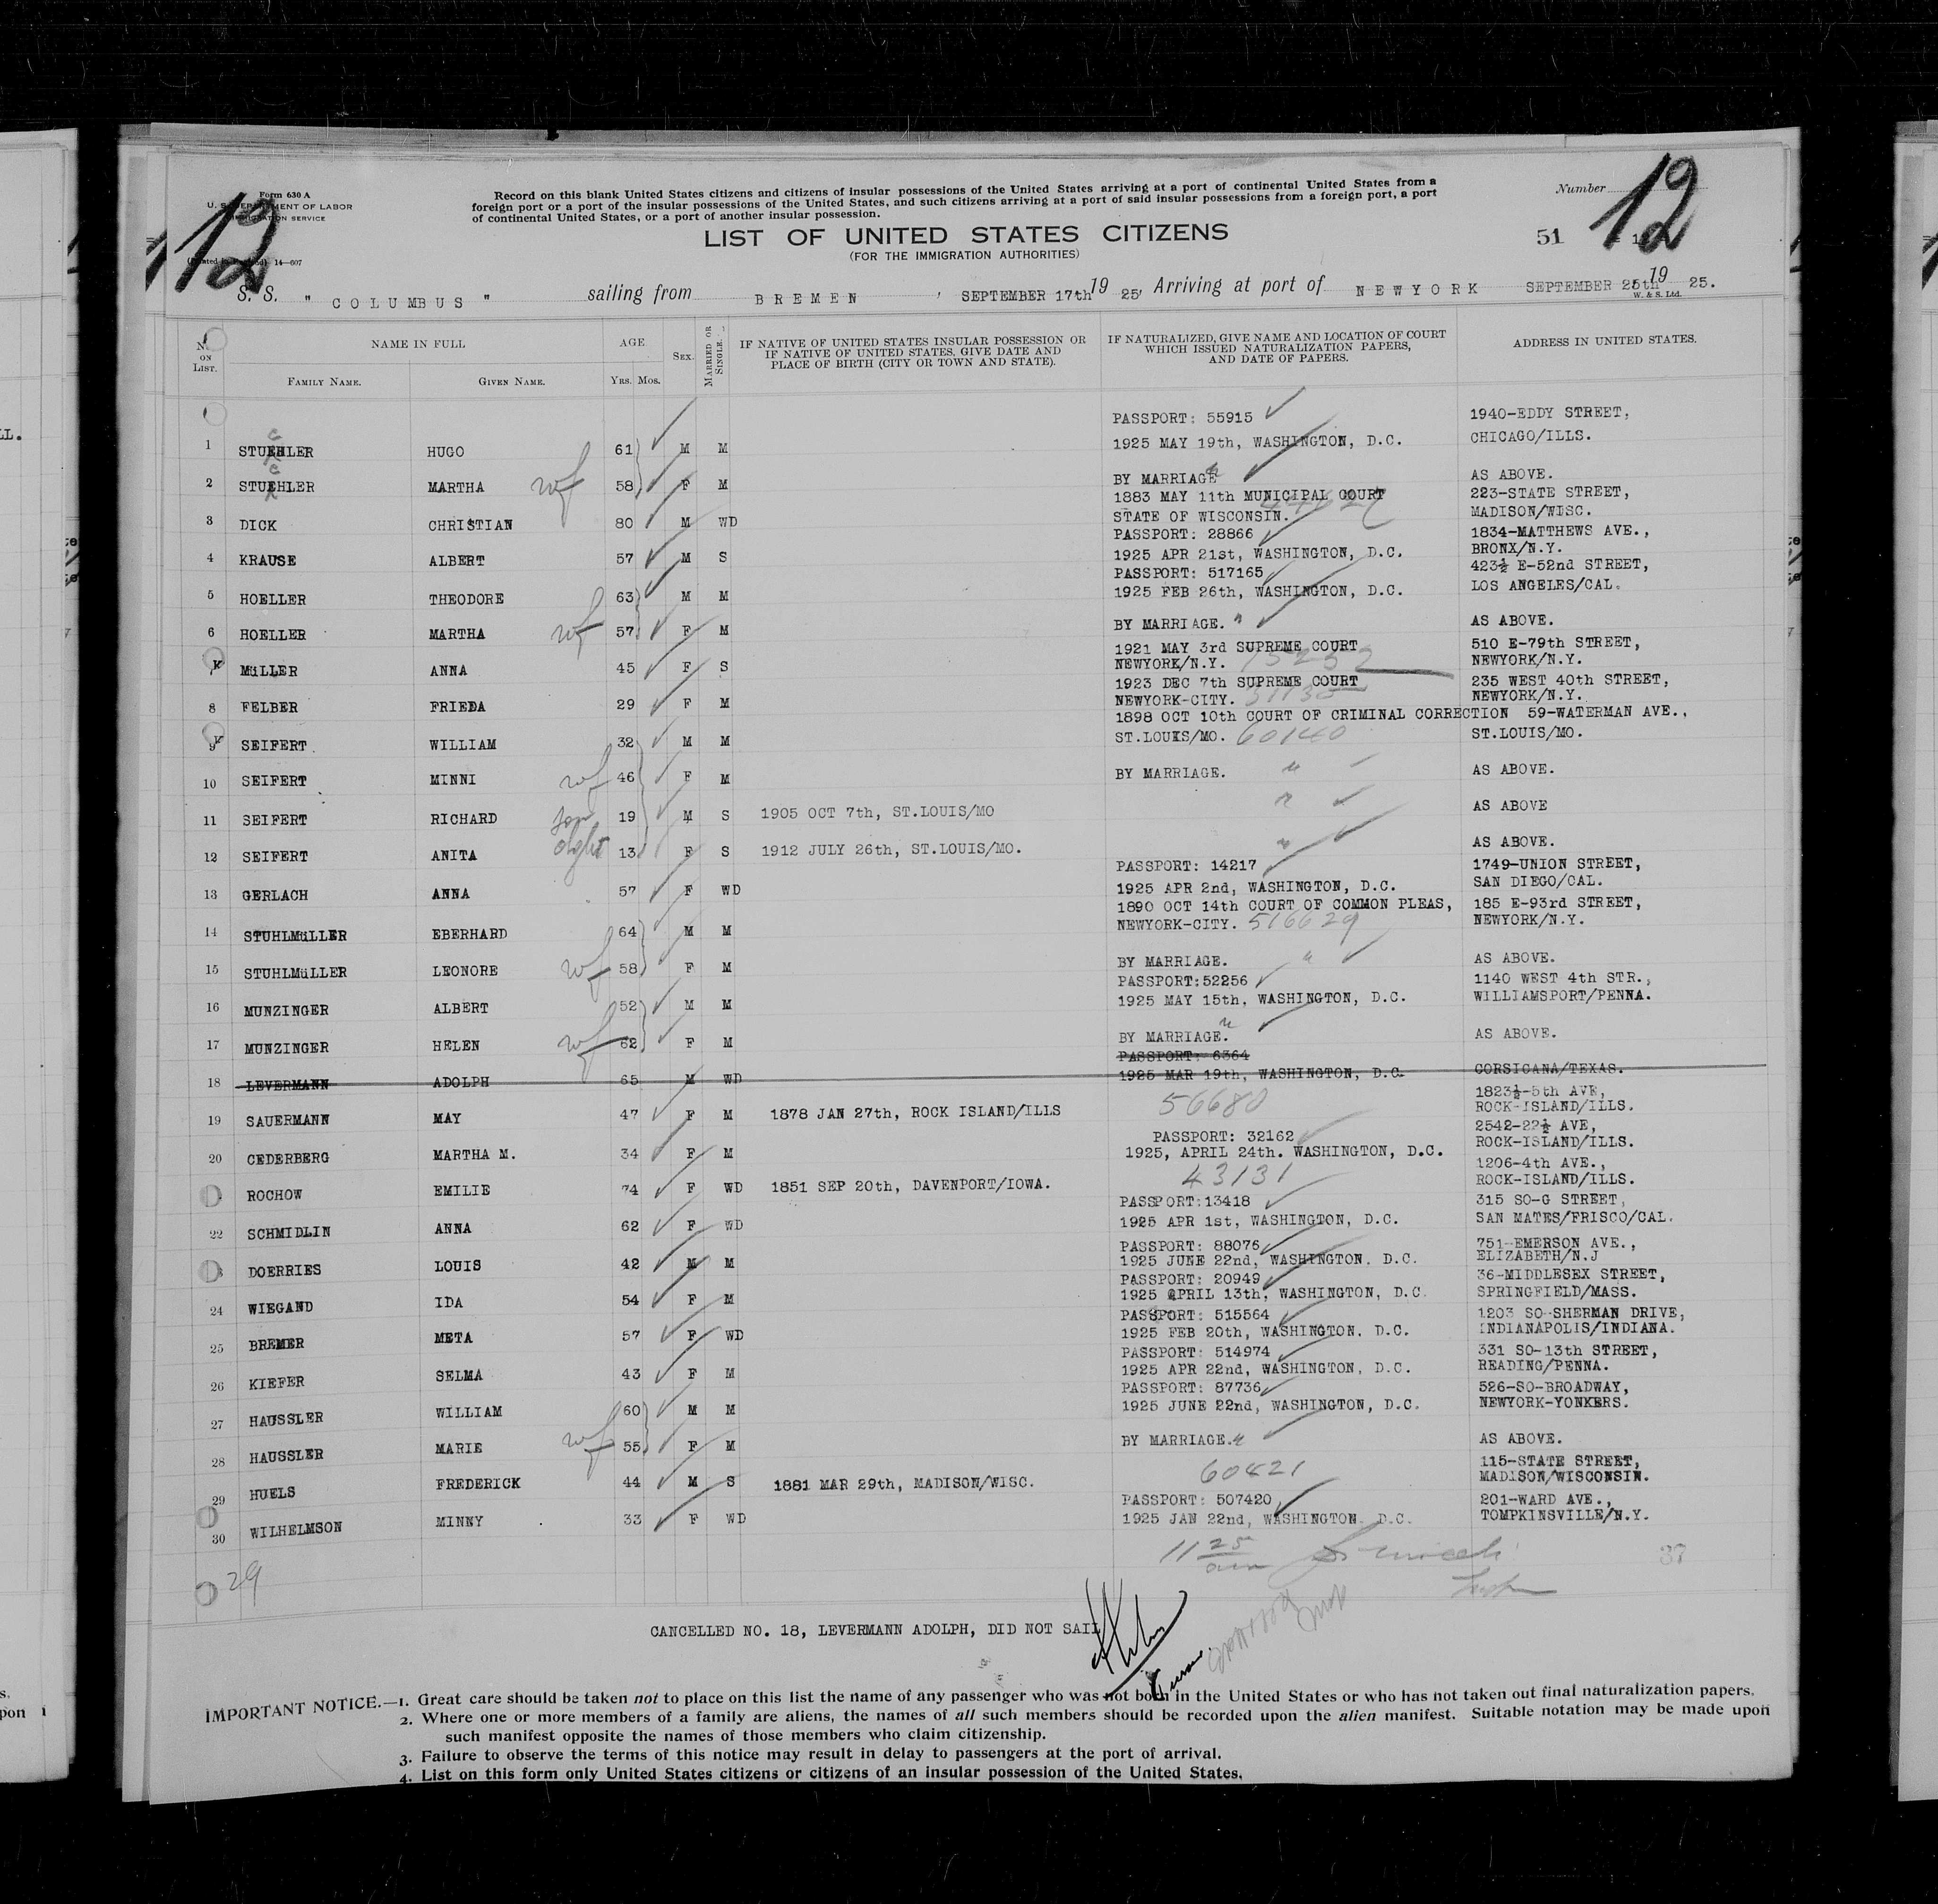 Form 630 A
U. S. DEPARTMENT OF LABOR
IMMIGRATION SERVICE
14—607
12
Record on this blank United States citizens and citizens of insular possessions of the United States arriving at a port of continental United States from a
foreign port or a port of the insular possessions of the United States, and such citizens arriving at a port of said insular possessions from a foreign port, a port
of continental United States, or a port of another insular possession.
Number 12
LIST OF UNITED STATES CITIZENS
51
(FOR THE IMMIGRATION AUTHORITIES)
S. S. " COLUMBUS " sailing from BREMEN , SEPTEMBER 17th 19 25, Arriving at port of NEWYORK SEPTEMBER 25th 19 25.
W. & S. Ltd.
No. ON LIST. NAME IN FULL FAMILY NAME. GIVEN NAME. AGE YRS. MOS. SEX. MARRIED OR SINGLE. IF NATIVE OF UNITED STATES INSULAR POSSESSION OR IF NATIVE OF UNITED STATES, GIVE DATE AND PLACE OF BIRTH (CITY OR TOWN AND STATE). IF NATURALIZED, GIVE NAME AND LOCATION OF COURT WHICH ISSUED NATURALIZATION PAPERS, AND DATE OF PAPERS. ADDRESS IN UNITED STATES.
PASSPORT: 55915 1940-EDDY STREET,
1 STUEHLER HUGO 61 M M 1925 MAY 19th, WASHINGTON, D.C. CHICAGO/ILLS.
2 STUEHLER MARTHA wf 58 F M BY MARRIAGE AS ABOVE.
1883 MAY 11th MUNICIPAL COURT 223-STATE STREET,
3 DICK CHRISTIAN 80 M WD STATE OF WISCONSIN. MADISON/WISC.
PASSPORT: 28866 1834-MATTHEWS AVE.,
4 KRAUSE ALBERT 57 M S 1925 APR 21st, WASHINGTON, D.C. BRONX/N.Y.
PASSPORT: 517165 423½ E-52nd STREET,
5 HOELLER THEODORE 63 M M 1925 FEB 26th, WASHINGTON, D.C. LOS ANGELES/CAL.
6 HOELLER MARTHA wf 57 F M BY MARRIAGE. " AS ABOVE.
1921 MAY 3rd SUPREME COURT 510 E-79th STREET,
MüLLER ANNA 45 F S NEWYORK/N.Y. NEWYORK/N.Y.
1923 DEC 7th SUPREME COURT 235 WEST 40th STREET,
8 FELBER FRIEDA 29 F M NEWYORK-CITY. NEWYORK/N.Y.
1898 OCT 10th COURT OF CRIMINAL CORRECTION 59-WATERMAN AVE.,
9 SEIFERT WILLIAM 32 M M ST.LOUIS/MO. 60140 ST.LOUIS/MO.
10 SEIFERT MINNI wf 46 F M BY MARRIAGE. " AS ABOVE.
11 SEIFERT RICHARD son 19 M S 1905 OCT 7th, ST.LOUIS/MO " AS ABOVE
12 SEIFERT ANITA dght 13 F S 1912 JULY 26th, ST.LOUIS/MO. " AS ABOVE.
PASSPORT: 14217 1749-UNION STREET,
13 GERLACH ANNA 57 F WD 1925 APR 2nd, WASHINGTON, D.C. SAN DIEGO/CAL.
1890 OCT 14th COURT OF COMMON PLEAS, 185 E-93rd STREET,
14 STUHLMüLLER EBERHARD 64 M M NEWYORK-CITY. 516629 NEWYORK/N.Y.
15 STUHLMüLLER LEONORE wf 58 F M BY MARRIAGE. " AS ABOVE.
PASSPORT:52256 1140 WEST 4th STR.,
16 MUNZINGER ALBERT 52 M M 1925 MAY 15th, WASHINGTON, D.C. WILLIAMSPORT/PENNA.
17 MUNZINGER HELEN wf 62 F M BY MARRIAGE. " AS ABOVE.
PASSPORT: 6364
18 LEVERMANN ADOLPH 65 M WD 1925 MAR 19th, WASHINGTON, D.C. CORSICANA/TEXAS.
1823½-5th AVE,
19 SAUERMANN MAY 47 F M 1878 JAN 27th, ROCK ISLAND/ILLS 56680 ROCK-ISLAND/ILLS.
PASSPORT: 32162 2542-22½ AVE,
20 CEDERBERG MARTHA M. 34 F M 1925, APRIL 24th. WASHINGTON, D.C. ROCK-ISLAND/ILLS.
1206-4th AVE.,
ROCHOW EMILIE 74 F WD 1851 SEP 20th, DAVENPORT/IOWA. 43131 ROCK-ISLAND/ILLS.
PASSPORT:13418 315 SO-G STREET,
22 SCHMIDLIN ANNA 62 F WD 1925 APR 1st, WASHINGTON, D.C. SAN MATES/FRISCO/CAL.
PASSPORT: 88076 751-EMERSON AVE.,
DOERRIES LOUIS 42 M M 1925 JUNE 22nd, WASHINGTON, D.C. ELIZABETH/N.J
PASSPORT: 20949 36-MIDDLESEX STREET,
24 WIEGAND IDA 54 F M 1925 APRIL 13th, WASHINGTON, D.C. SPRINGFIELD/MASS.
PASSPORT: 515564 1203 SO-SHERMAN DRIVE,
25 BREMER META 57 F WD 1925 FEB 20th, WASHINGTON. D.C. INDIANAPOLIS/INDIANA.
PASSPORT: 514974 331 SO-13th STREET,
26 KIEFER SELMA 43 F M 1925 APR 22nd, WASHINGTON, D.C. READING/PENNA.
PASSPORT: 87736 526-SO-BROADWAY,
27 HAUSSLER WILLIAM 60 M M 1925 JUNE 22nd, WASHINGTON, D.C. NEWYORK-YONKERS.
28 HAUSSLER MARIE wf 55 F M BY MARRIAGE. " AS ABOVE.
115-STATE STREET,
29 HUELS FREDERICK 44 M S 1881 MAR 29th, MADISON/WISC. 60421 MADISON/WISCONSIN.
PASSPORT: 507420 201-WARD AVE.,
30 WILHELMSON MINNY 33 F WD 1925 JAN 22nd, WASHINGTON. D.C. TOMPKINSVILLE/N.Y.
11 25 am
37
29
CANCELLED NO. 18, LEVERMANN ADOLPH, DID NOT SAIL
IMPORTANT NOTICE.—1. Great care should be taken not to place on this list the name of any passenger who was not born in the United States or who has not taken out final naturalization papers.
2. Where one or more members of a family are aliens, the names of all such members should be recorded upon the alien manifest. Suitable notation may be made upon
such manifest opposite the names of those members who claim citizenship.
3. Failure to observe the terms of this notice may result in delay to passengers at the port of arrival.
4. List on this form only United States citizens or citizens of an insular possession of the United States.